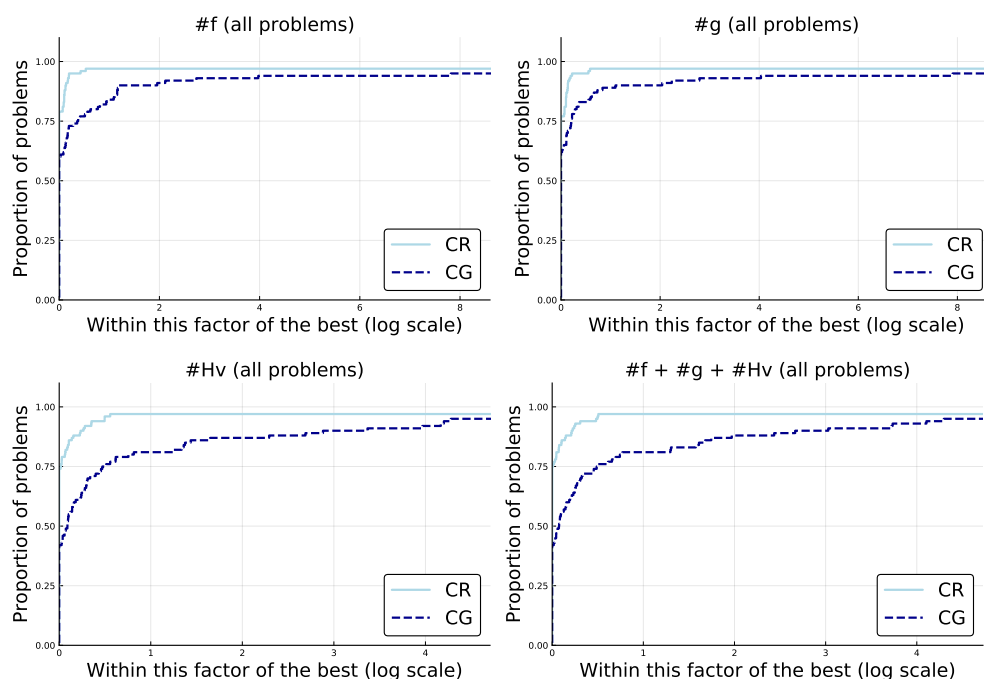 #f (all problems)
Proportion of problems
1.00
0.75
0.50
0.25
0.00
0 2 4 6 8
CR
CG
Within this factor of the best (log scale)
#g (all problems)
Proportion of problems
1.00
0.75
0.50
0.25
0.00
0 2 4 6 8
CR
CG
Within this factor of the best (log scale)
#Hv (all problems)
Proportion of problems
1.00
0.75
0.50
0.25
0.00
0 1 2 3 4
CR
CG
Within this factor of the best (log scale)
#f + #g + #Hv (all problems)
Proportion of problems
1.00
0.75
0.50
0.25
0.00
0 1 2 3 4
CR
CG
Within this factor of the best (log scale)